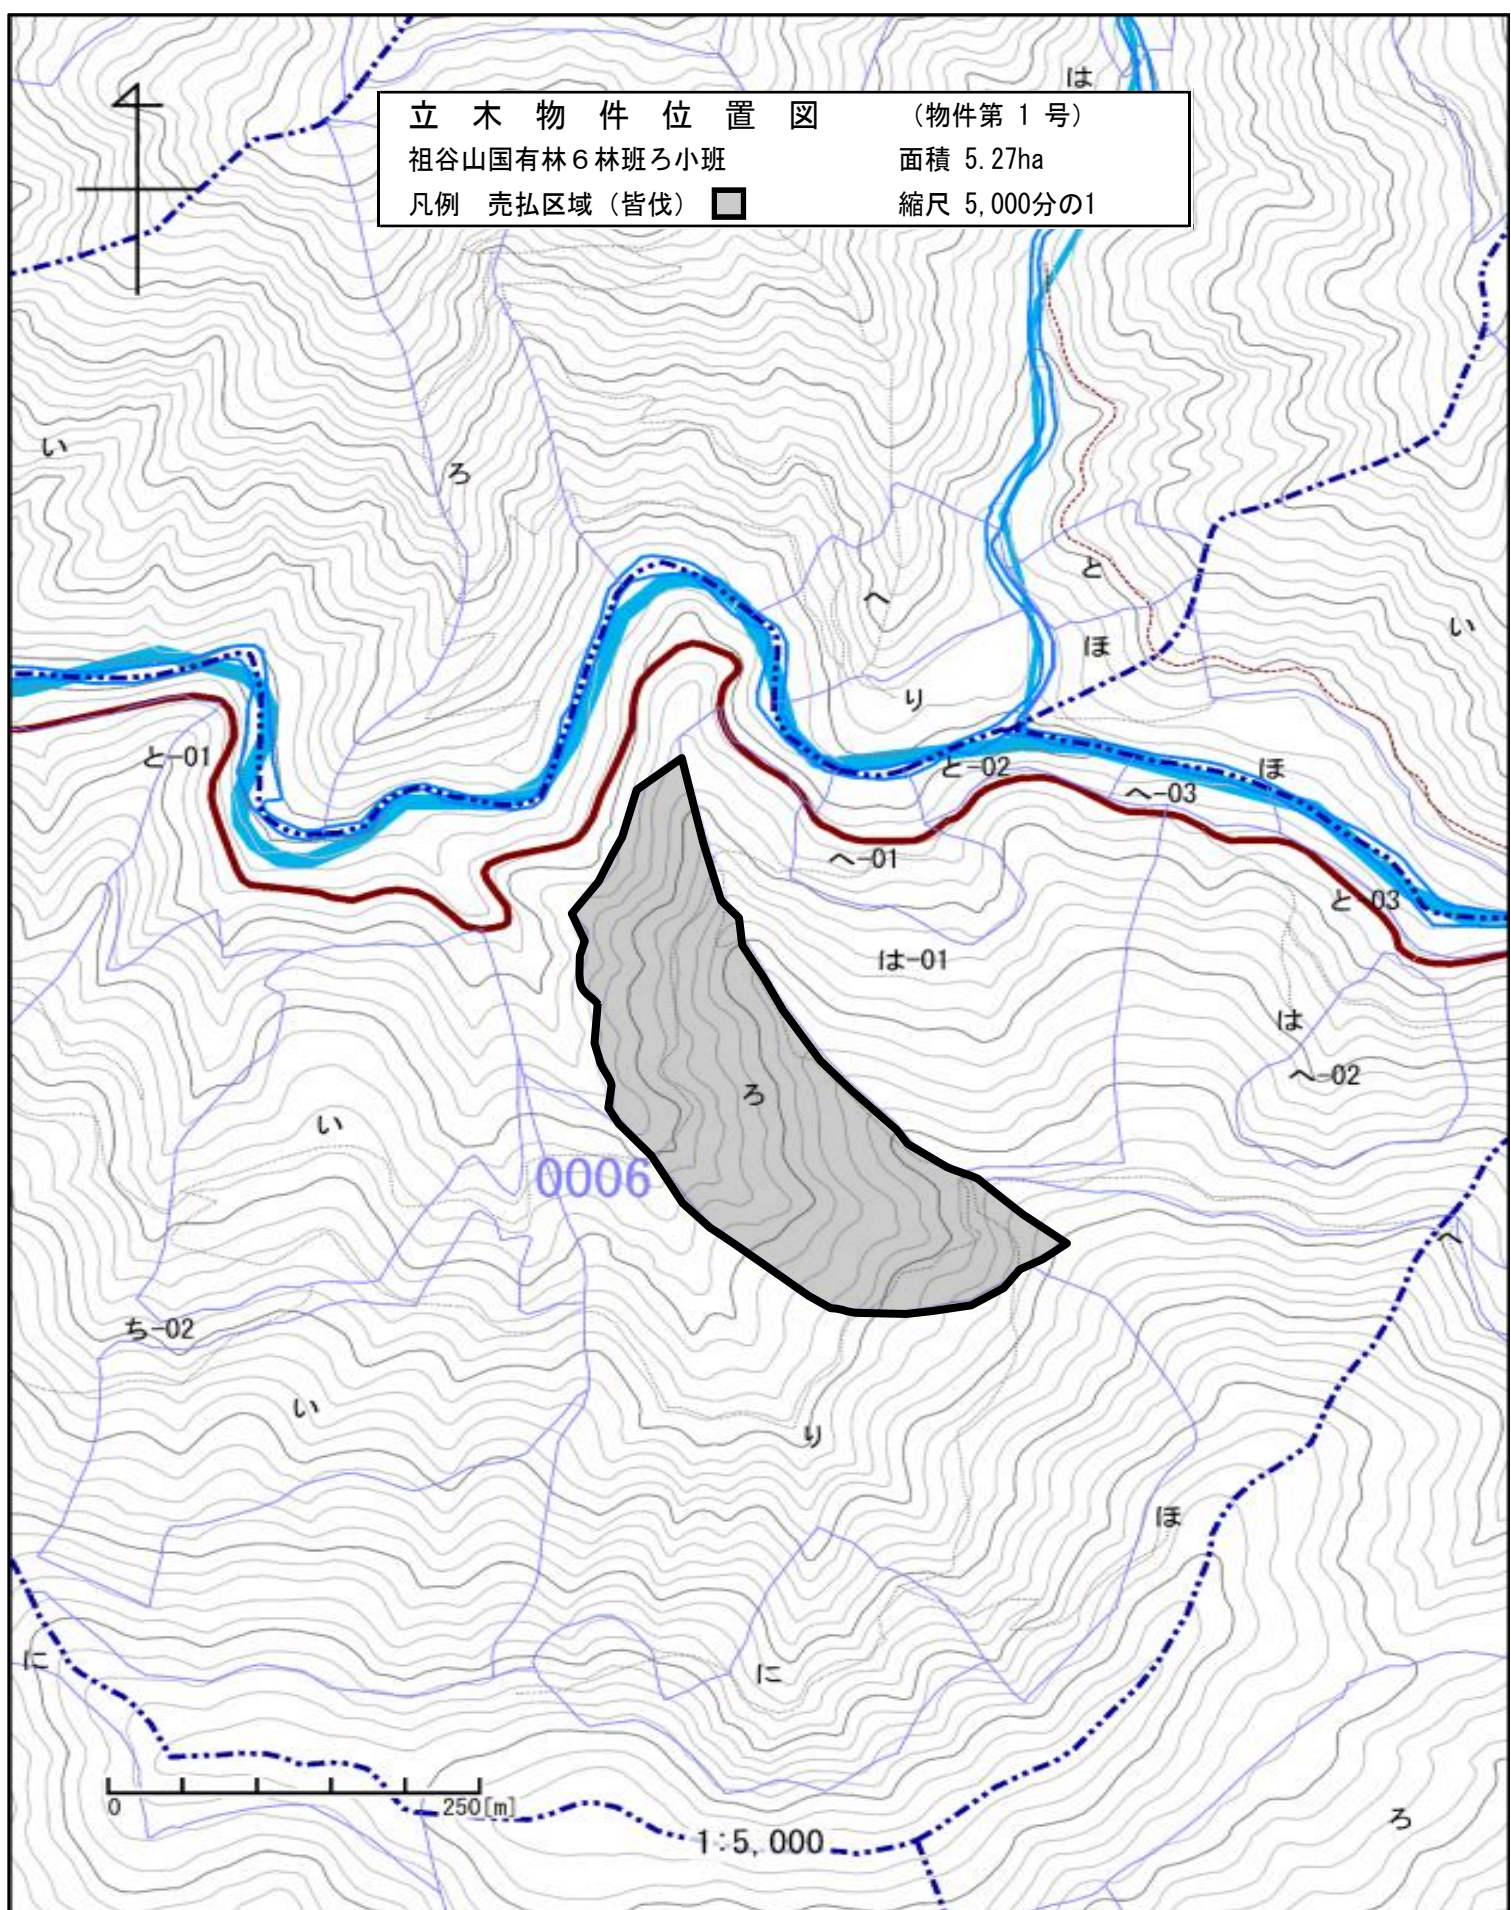 は
立木物件位置図 (物件第 1 号)
祖谷山国有林6林班ろ小班 面積 5.27ha
凡例 売払区域(皆伐) 縮尺 5,000分の1
い
ろ
と
へ
い
ほ
り
と-01
と-02
ほ
へ-03
へ-01
と-03
は-01
は
へ-02
ろ
い
0006
へ
ち-02
い
り
ほ
に
に
0 250[m]
ろ
1:5,000